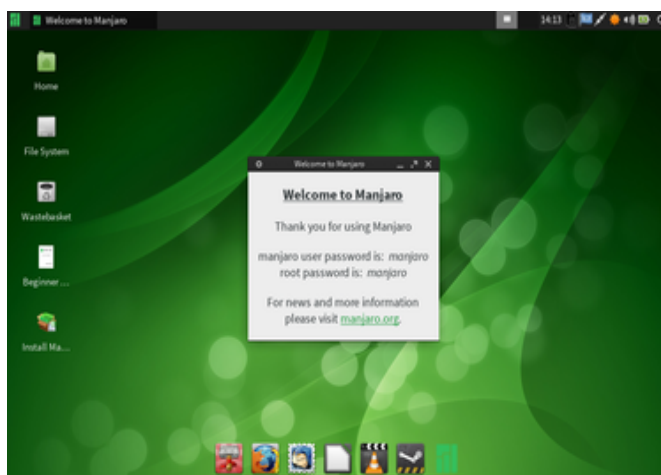 Welcome to Manjaro
14:13
Home
File System
Wastebasket
Beginner ...
Install Ma...
Welcome to Manjaro
Welcome to Manjaro
Thank you for using Manjaro
manjaro user password is: manjaro
root password is: manjaro
For news and more information
please visit manjaro.org.